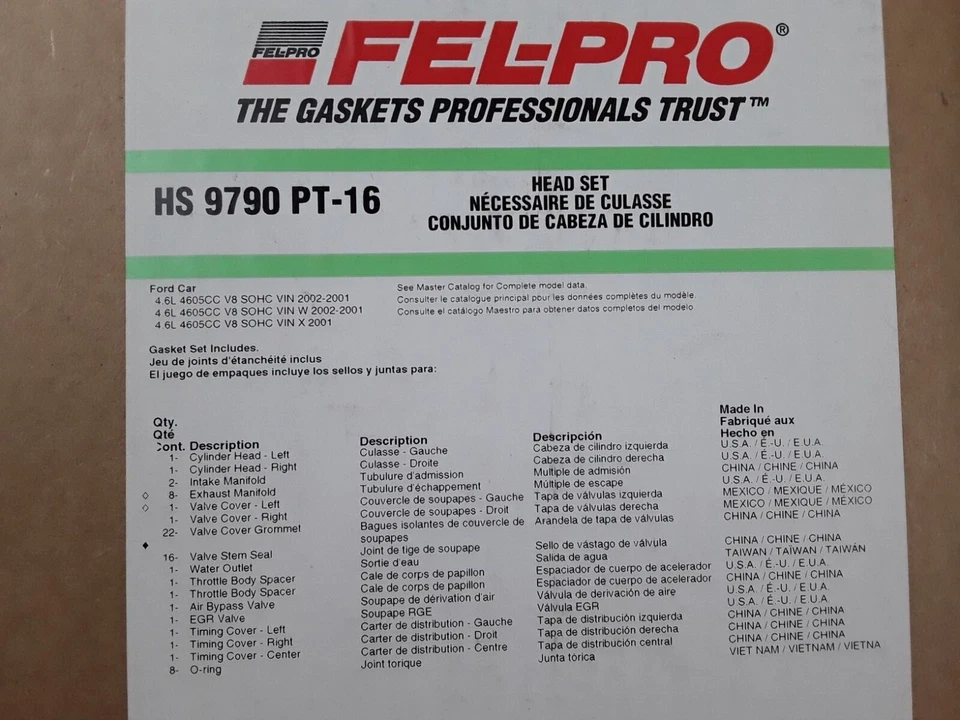 FEL-PRO
FEL-PRO®
THE GASKETS PROFESSIONALS TRUST™
HS 9790 PT-16
HEAD SET
NÉCESSAIRE DE CULASSE
CONJUNTO DE CABEZA DE CILINDRO
Ford Car
4.6L 4605CC V8 SOHC VIN 2002-2001
4.6L 4605CC V8 SOHC VIN W 2002-2001
4.6L 4605CC V8 SOHC VIN X 2001
See Master Catalog for Complete model data.
Consulter le catalogue principal pour les données complètes du modèle.
Consulte el catálogo Maestro para obtener datos completos del modelo
Gasket Set Includes.
Jeu de joints d'étanchéité inclus
El juego de empaques incluye los sellos y juntas para:
Qty.
Qté
Cont. Description
1- Cylinder Head - Left
1- Cylinder Head - Right
2- Intake Manifold
◊ 8- Exhaust Manifold
◊ 1- Valve Cover - Left
1- Valve Cover - Right
22- Valve Cover Grommet
♦
16- Valve Stem Seal
1- Water Outlet
1- Throttle Body Spacer
1- Throttle Body Spacer
1- Air Bypass Valve
1- EGR Valve
1- Timing Cover - Left
1- Timing Cover - Right
1- Timing Cover - Center
8- O-ring
Description
Culasse - Gauche
Culasse - Droite
Tubulure d'admission
Tubulure d'échappement
Couvercle de soupapes - Gauche
Couvercle de soupapes - Droit
Bagues isolantes de couvercle de
soupapes
Joint de tige de soupape
Sortie d'eau
Cale de corps de papillon
Cale de corps de papillon
Soupape de dérivation d'air
Soupape RGE
Carter de distribution - Gauche
Carter de distribution - Droit
Carter de distribution - Centre
Joint torique
Descripción
Cabeza de cilindro izquierda
Cabeza de cilindro derecha
Multiple de admisión
Múltiple de escape
Tapa de válvulas izquierda
Tapa de válvulas derecha
Arandela de tapa de válvulas
Sello de vástago de válvula
Salida de agua
Espaciador de cuerpo de acelerador
Espaciador de cuerpo de acelerador
Válvula de derivación de aire
Válvula EGR
Tapa de distribución izquierda
Tapa de distribución derecha
Tapa de distribución central
Junta tórica
Made In
Fabriqué aux
Hecho en
U.S.A. / É.-U. / E.U.A.
U.S.A. / É.-U. / E.U.A.
CHINA / CHINE / CHINA
U.S.A. / É.-U. / E.U.A.
MEXICO / MEXIQUE / MÉXICO
MEXICO / MEXIQUE / MÉXICO
CHINA / CHINE / CHINA
CHINA / CHINE / CHINA
TAIWAN / TAÏWAN / TAIWÁN
U.S.A. / É.-U. / E.U.A.
CHINA / CHINE / CHINA
U.S.A. / É.-U. / E.U.A.
U.S.A. / É.-U. / E.U.A.
CHINA / CHINE / CHINA
CHINA / CHINE / CHINA
CHINA / CHINE / CHINA
VIET NAM / VIETNAM / VIETNA